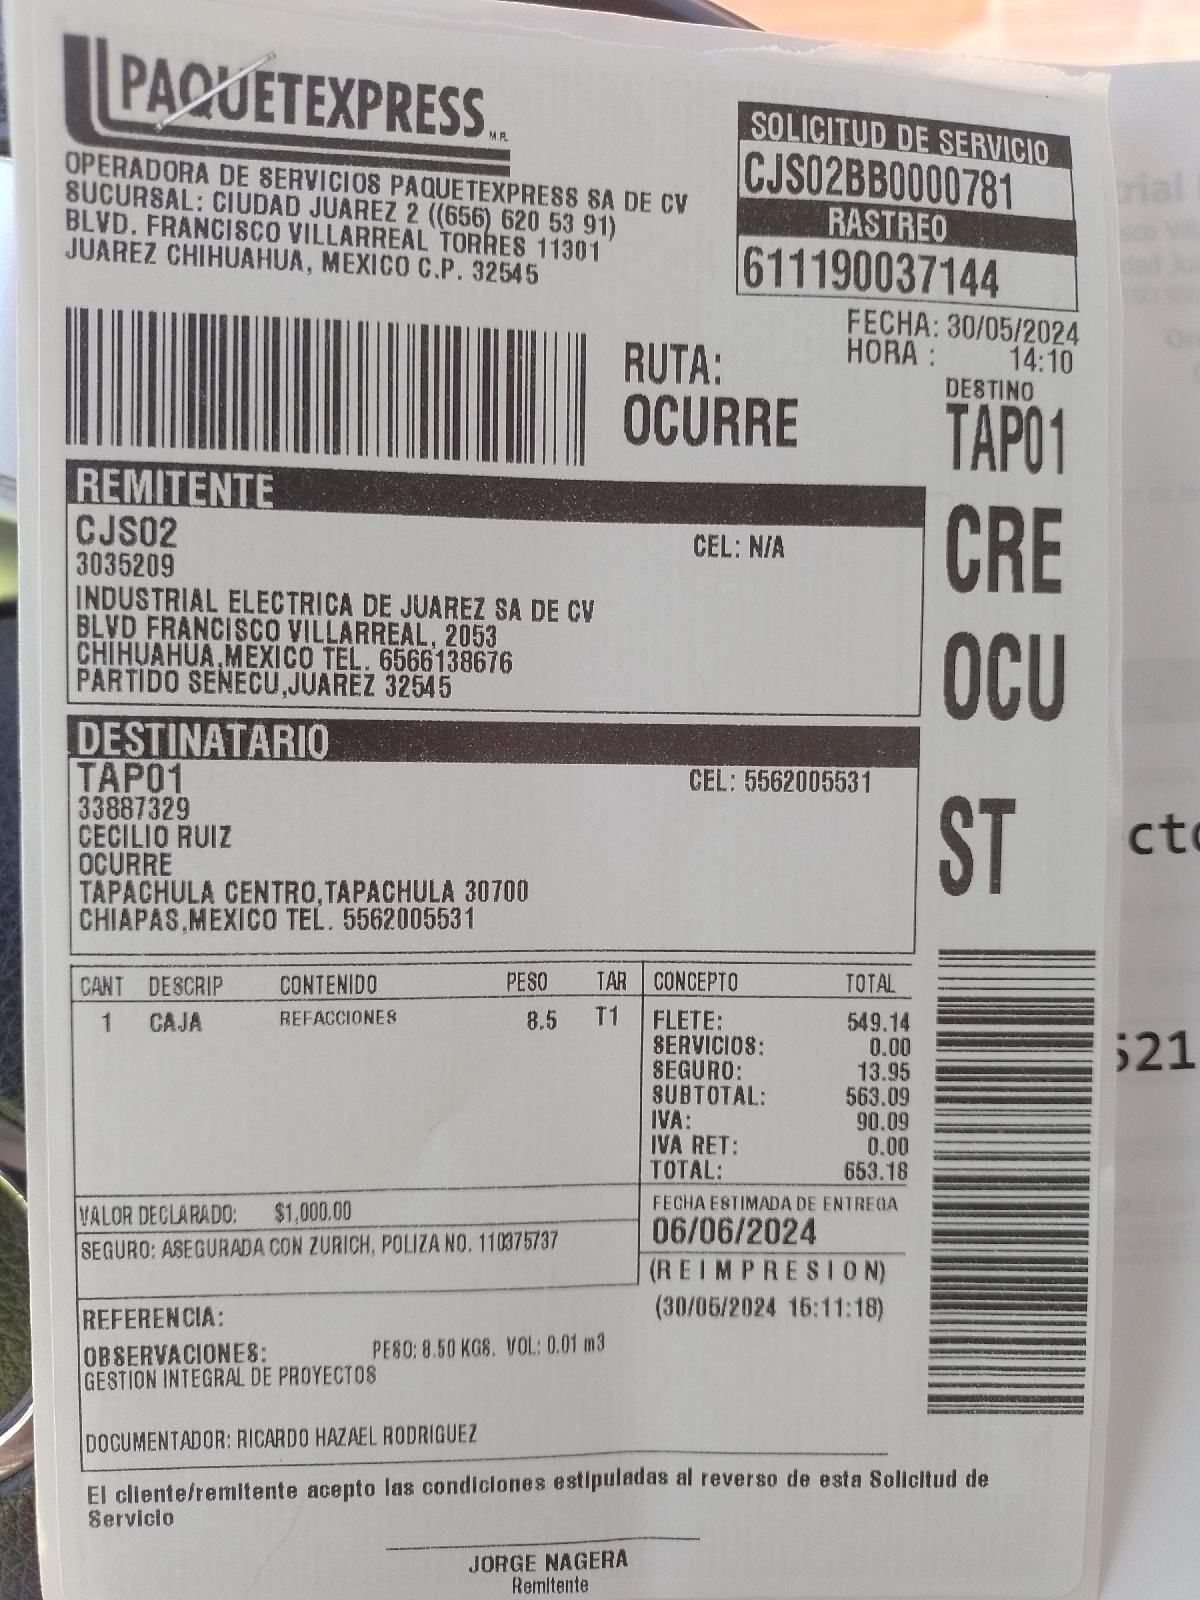 PAQUETEXPRESS M.R.
OPERADORA DE SERVICIOS PAQUETEXPRESS SA DE CV
SUCURSAL: CIUDAD JUAREZ 2 ((656) 620 53 91)
BLVD. FRANCISCO VILLARREAL TORRES 11301
JUAREZ CHIHUAHUA, MEXICO C.P. 32545
SOLICITUD DE SERVICIO
CJS02BB0000781
RASTREO
611190037144
FECHA: 30/05/2024
HORA : 14:10
RUTA:
OCURRE
DESTINO
TAP01
CRE
OCU
ST
REMITENTE
CJS02
CEL: N/A
3035209
INDUSTRIAL ELECTRICA DE JUAREZ SA DE CV
BLVD FRANCISCO VILLARREAL, 2053
CHIHUAHUA,MEXICO TEL. 6566138676
PARTIDO SENECU,JUAREZ 32545
DESTINATARIO
TAP01
CEL: 5562005531
33887329
CECILIO RUIZ
OCURRE
TAPACHULA CENTRO,TAPACHULA 30700
CHIAPAS,MEXICO TEL. 5562005531
CANT DESCRIP CONTENIDO PESO TAR
1 CAJA REFACCIONES 8.5 T1
CONCEPTO TOTAL
FLETE: 549.14
SERVICIOS: 0.00
SEGURO: 13.95
SUBTOTAL: 563.09
IVA: 90.09
IVA RET: 0.00
TOTAL: 653.18
VALOR DECLARADO: $1,000.00
SEGURO: ASEGURADA CON ZURICH, POLIZA NO. 110375737
FECHA ESTIMADA DE ENTREGA
06/06/2024
(REIMPRESION)
(30/05/2024 15:11:18)
REFERENCIA:
OBSERVACIONES: PESO: 8.50 KGS. VOL: 0.01 m3
GESTION INTEGRAL DE PROYECTOS
DOCUMENTADOR: RICARDO HAZAEL RODRIGUEZ
El cliente/remitente acepto las condiciones estipuladas al reverso de esta Solicitud de
Servicio
JORGE NAGERA
Remitente
521